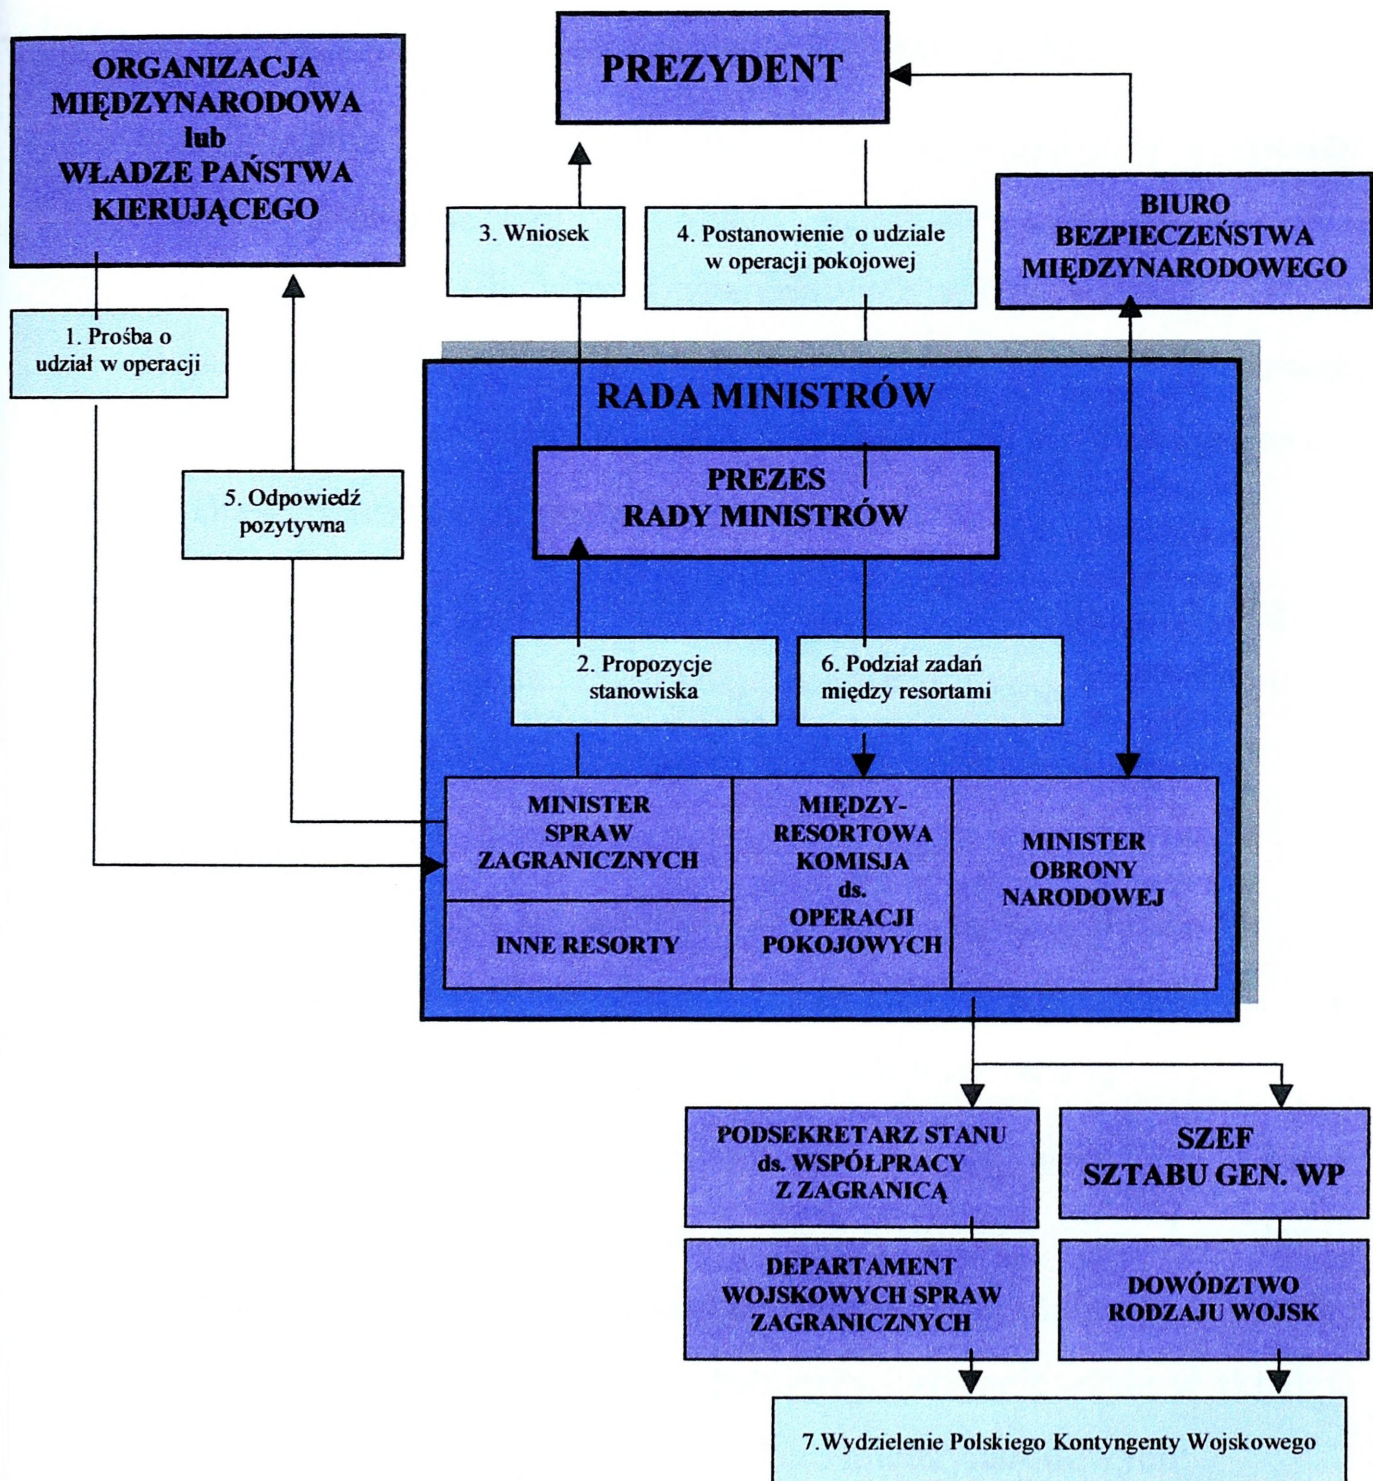 ORGANIZACJA
MIĘDZYNARODOWA
lub
WŁADZE PAŃSTWA
KIERUJĄCEGO
PREZYDENT
BIURO
BEZPIECZEŃSTWA
MIĘDZYNARODOWEGO
3. Wniosek
4. Postanowienie o udziale
w operacji pokojowej
1. Prośba o
udział w operacji
5. Odpowiedź
pozytywna
RADA MINISTRÓW
PREZES
RADY MINISTRÓW
2. Propozycje
stanowiska
6. Podział zadań
między resortami
MINISTER
SPRAW
ZAGRANICZNYCH
INNE RESORTY
MIĘDZY-
RESORTOWA
KOMISJA
ds.
OPERACJI
POKOJOWYCH
MINISTER
OBRONY
NARODOWEJ
PODSEKRETARZ STANU
ds. WSPÓŁPRACY
Z ZAGRANICĄ
SZEF
SZTABU GEN. WP
DEPARTAMENT
WOJSKOWYCH SPRAW
ZAGRANICZNYCH
DOWÓDZTWO
RODZAJU WOJSK
7.Wydzielenie Polskiego Kontyngenty Wojskowego